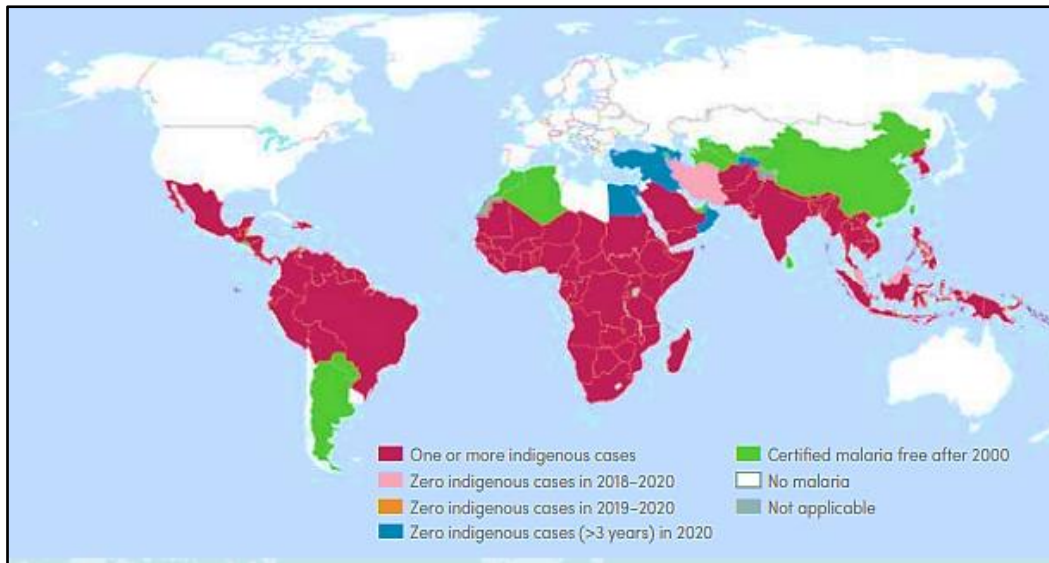 One or more indigenous cases
Zero indigenous cases in 2018–2020
Zero indigenous cases in 2019–2020
Zero indigenous cases (>3 years) in 2020
Certified malaria free after 2000
No malaria
Not applicable